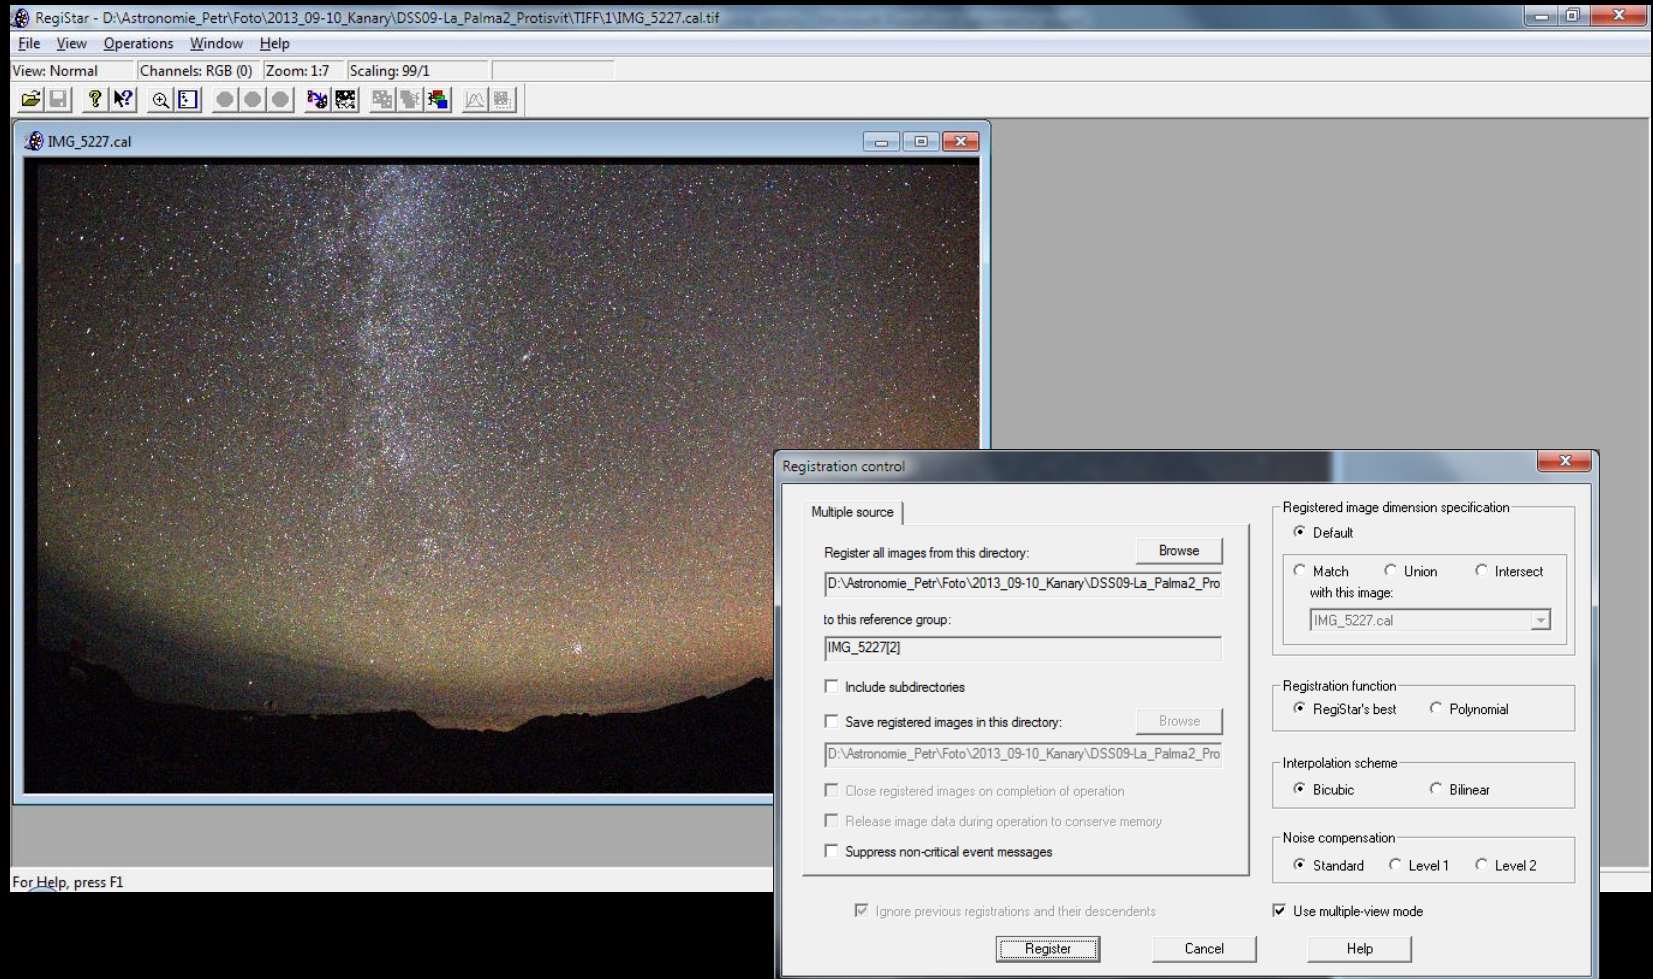 RegiStar - D:\Astronomie_Petr\Foto\2013_09-10_Kanary\DSS09-La_Palma2_Protisvit\TIFF\1\IMG_5227.cal.tif
File View Operations Window Help
View: Normal Channels: RGB (0) Zoom: 1:7 Scaling: 99/1
IMG_5227.cal
Registration control
Multiple source
Register all images from this directory: Browse
D:\Astronomie_Petr\Foto\2013_09-10_Kanary\DSS09-La_Palma2_Pro
to this reference group:
IMG_5227[2]
Include subdirectories
Save registered images in this directory: Browse
D:\Astronomie_Petr\Foto\2013_09-10_Kanary\DSS09-La_Palma2_Pro
Close registered images on completion of operation
Release image data during operation to conserve memory
Suppress non-critical event messages
Ignore previous registrations and their descendents
Registered image dimension specification
Default
Match Union Intersect
with this image:
IMG_5227.cal
Registration function
RegiStar's best Polynomial
Interpolation scheme
Bicubic Bilinear
Noise compensation
Standard Level 1 Level 2
Use multiple-view mode
Register Cancel Help
For Help, press F1